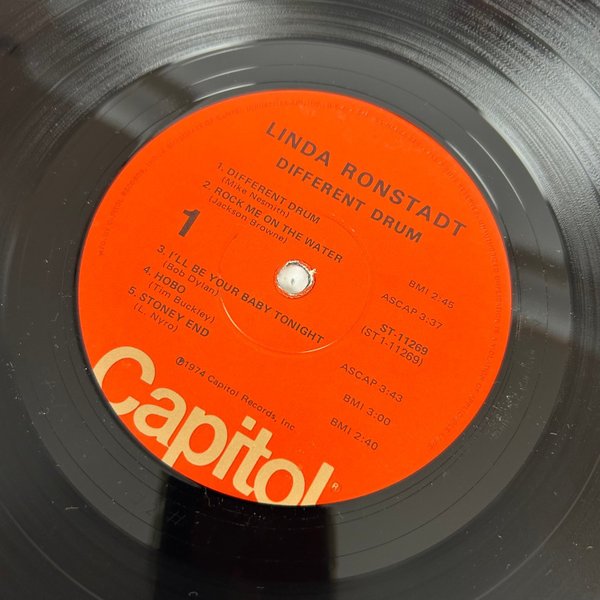 LINDA RONSTADT
DIFFERENT DRUM
1. DIFFERENT DRUM BMI 2:45
(Mike Nesmith)
2. ROCK ME ON THE WATER ASCAP 3:37
(Jackson Browne)
1
ST-11269
(ST 1-11269)
3. I'LL BE YOUR BABY TONIGHT ASCAP 3:43
(Bob Dylan)
4. HOBO BMI 3:00
(Tim Buckley)
5. STONEY END BMI 2:40
(L. Nyro)
℗1974 Capitol Records, Inc
Capitol®